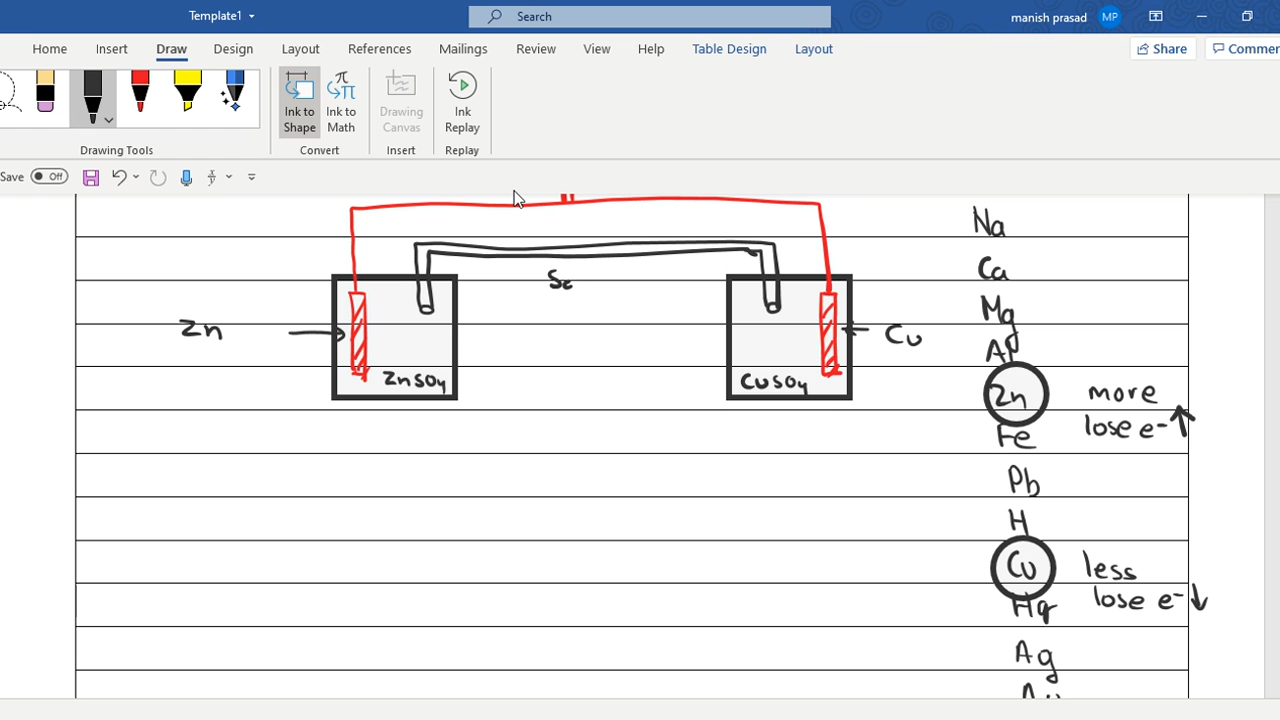 Template1
Search
manish prasad
MP
Home Insert Draw Design Layout References Mailings Review View Help Table Design Layout
Share
Comme
Ink to Shape
Ink to Math
Drawing Canvas
Ink Replay
Drawing Tools
Convert
Insert
Replay
Save Off
Na
Ca
Mg
Al
Zn more
lose e-
Fe
Pb
H
Cu less
lose e-
Hg
Ag
Zn
ZnSO4
CuSO4
Cu